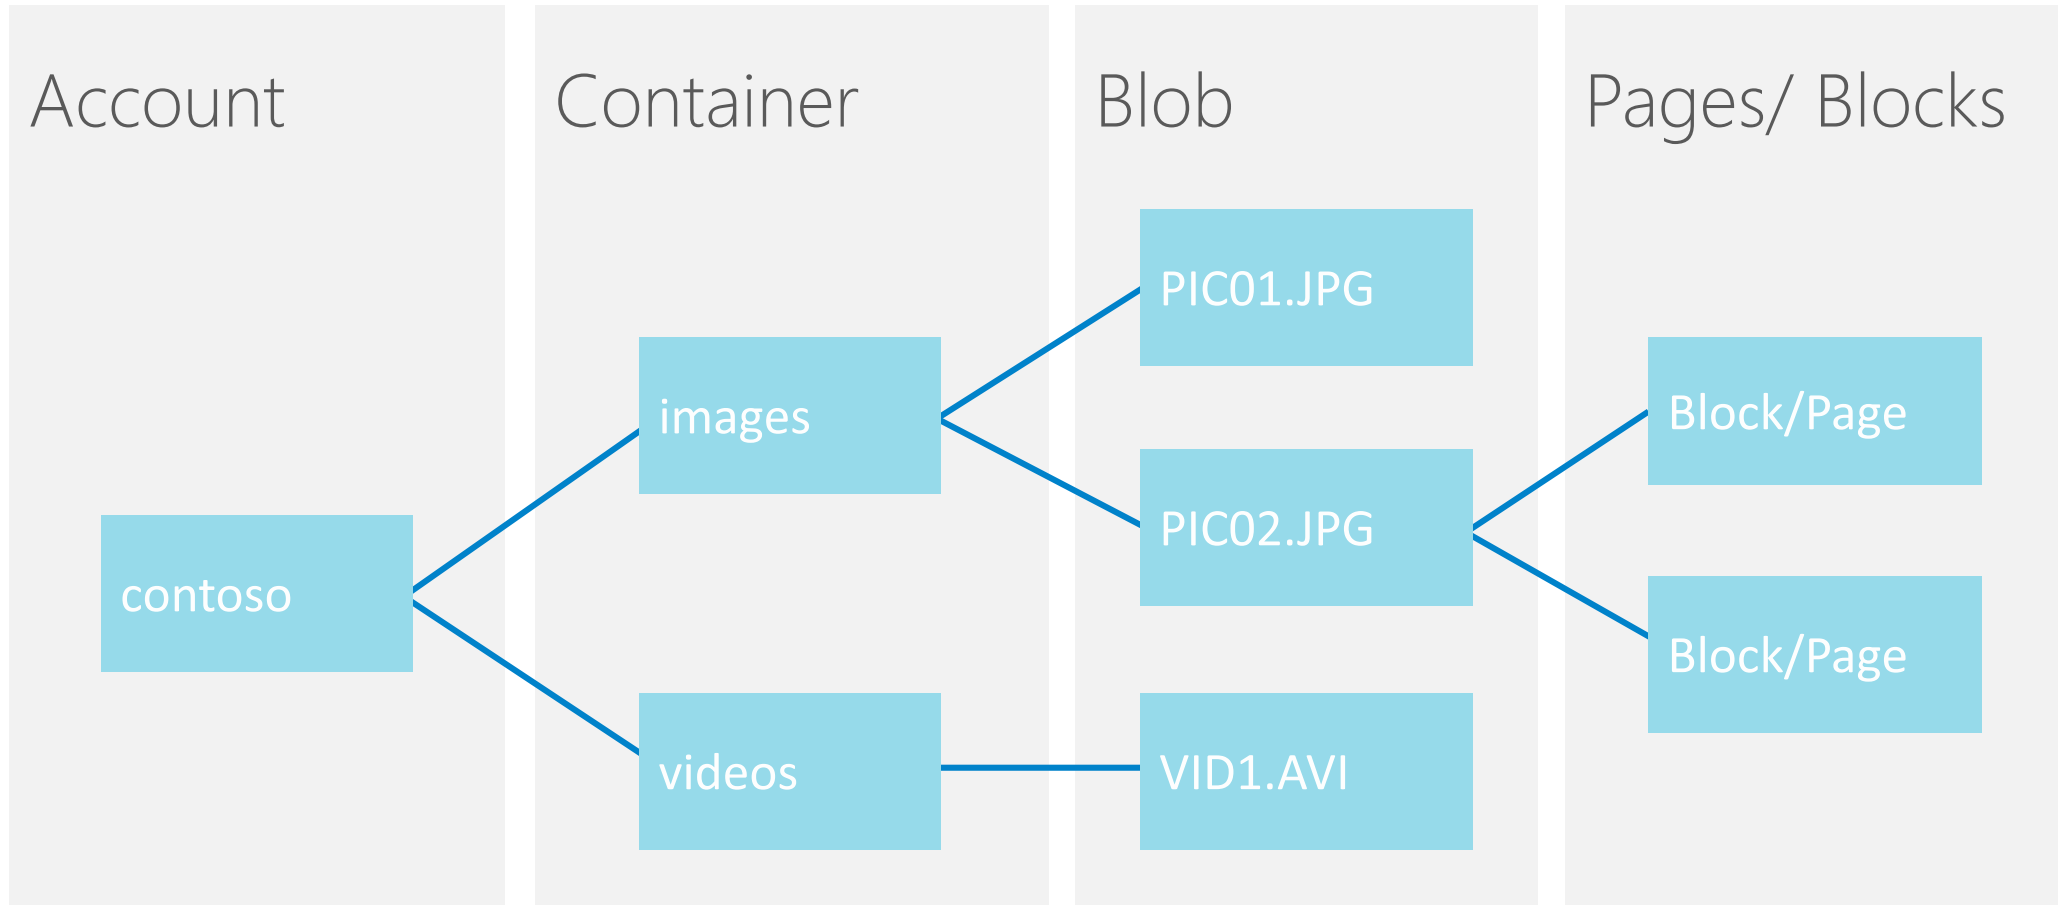 Account
Container
Blob
Pages/ Blocks
contoso
images
videos
PIC01.JPG
PIC02.JPG
VID1.AVI
Block/Page
Block/Page